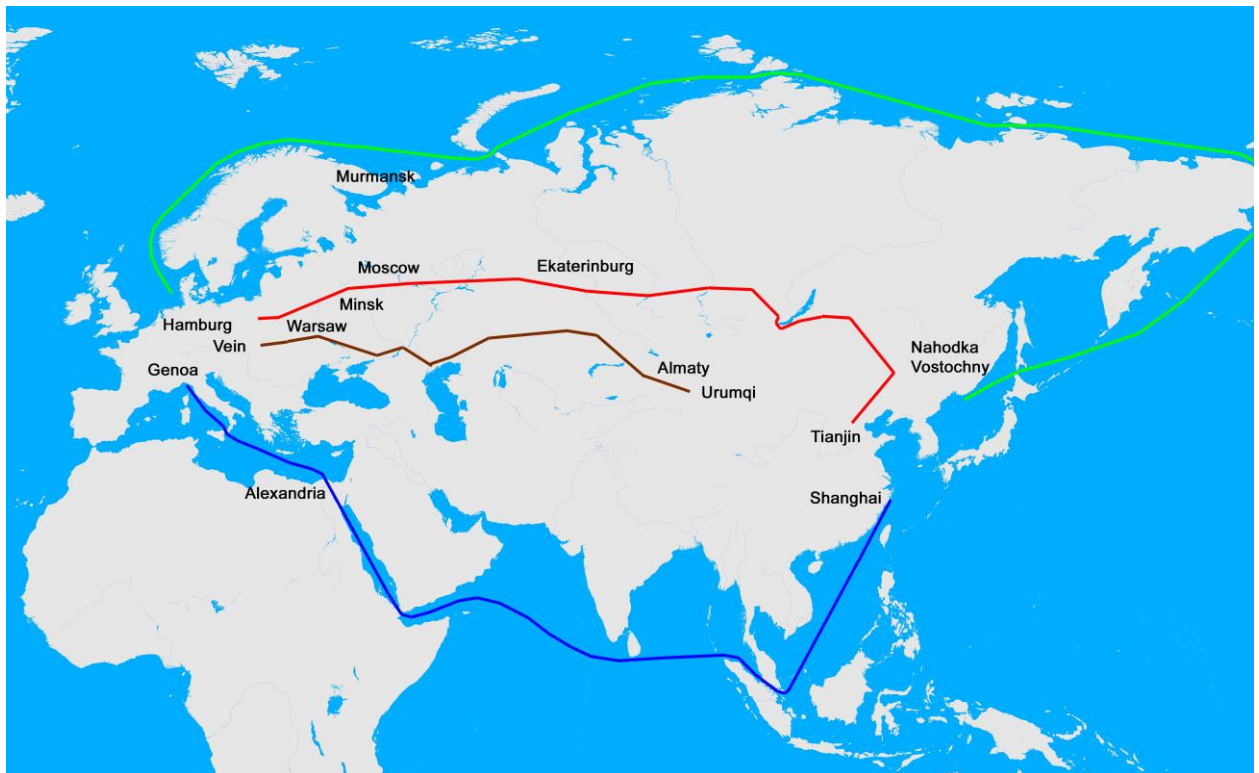 Murmansk
Moscow
Ekaterinburg
Minsk
Hamburg
Warsaw
Vein
Genoa
Nahodka
Vostochny
Almaty
Urumqi
Tianjin
Alexandria
Shanghai